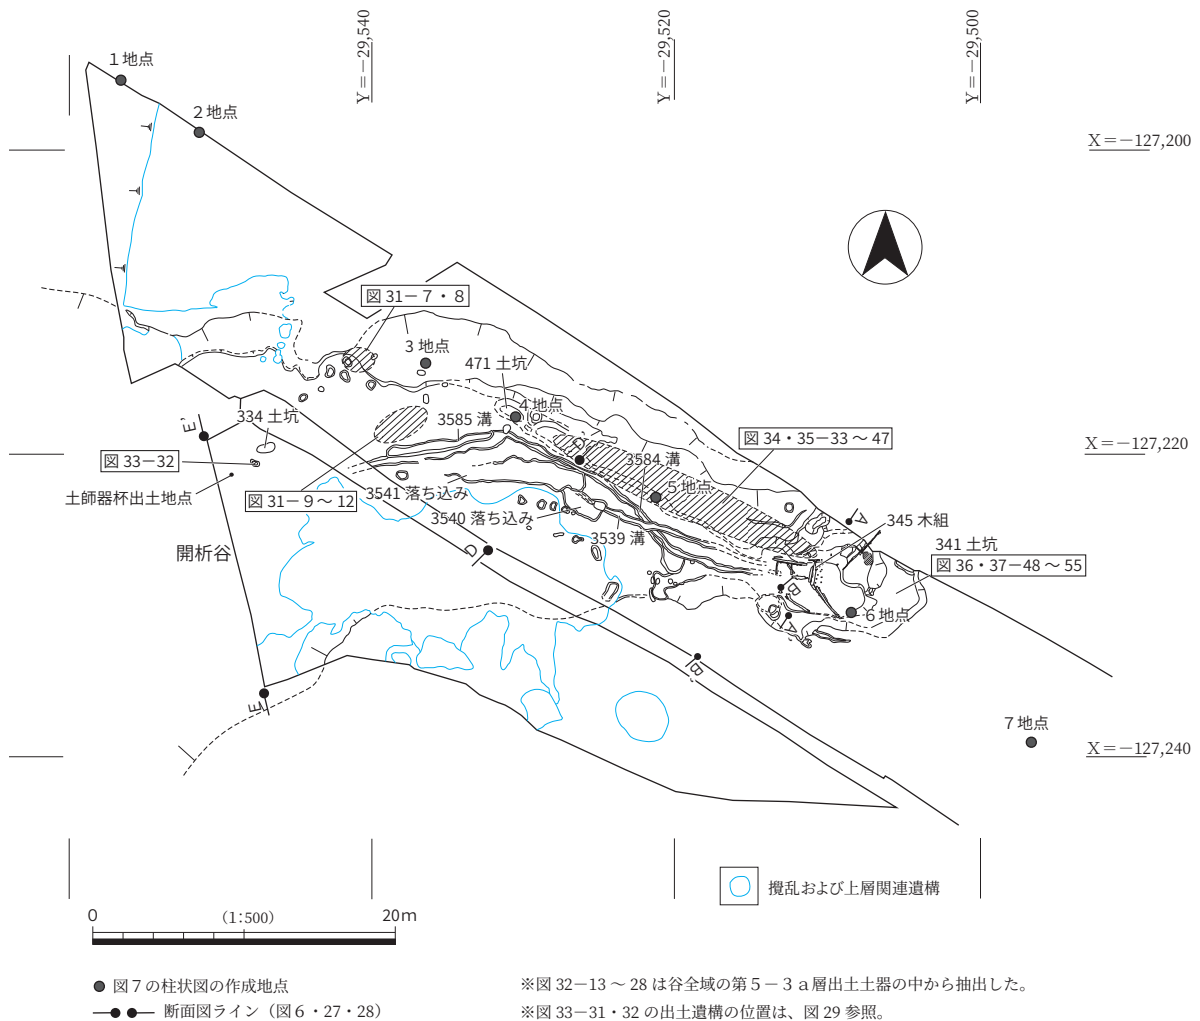 Y＝－29,540
Y＝－29,520
Y＝－29,500
１地点
２地点
X＝－127,200
図 31－７・８
３地点
471 土坑
４地点
334 土坑
3585 溝
E'
図 34・35－33 ～ 47
X＝－127,220
図 33－32
D'
3584 溝
土師器杯出土地点
図 31－９～ 12
3541 落ち込み
５地点
3540 落ち込み
A'
345 木組
3539 溝
341 土坑
開析谷
D
図 36・37－48 ～ 55
B
６地点
A
B'
E
７地点
X＝－127,240
攪乱および上層関連遺構
0
（1:500）
20m
図７の柱状図の作成地点
断面図ライン（図６・27・28）
※図 32－13 ～ 28 は谷全域の第５－３ａ層出土土器の中から抽出した。
※図 33－31・32 の出土遺構の位置は、図 29 参照。